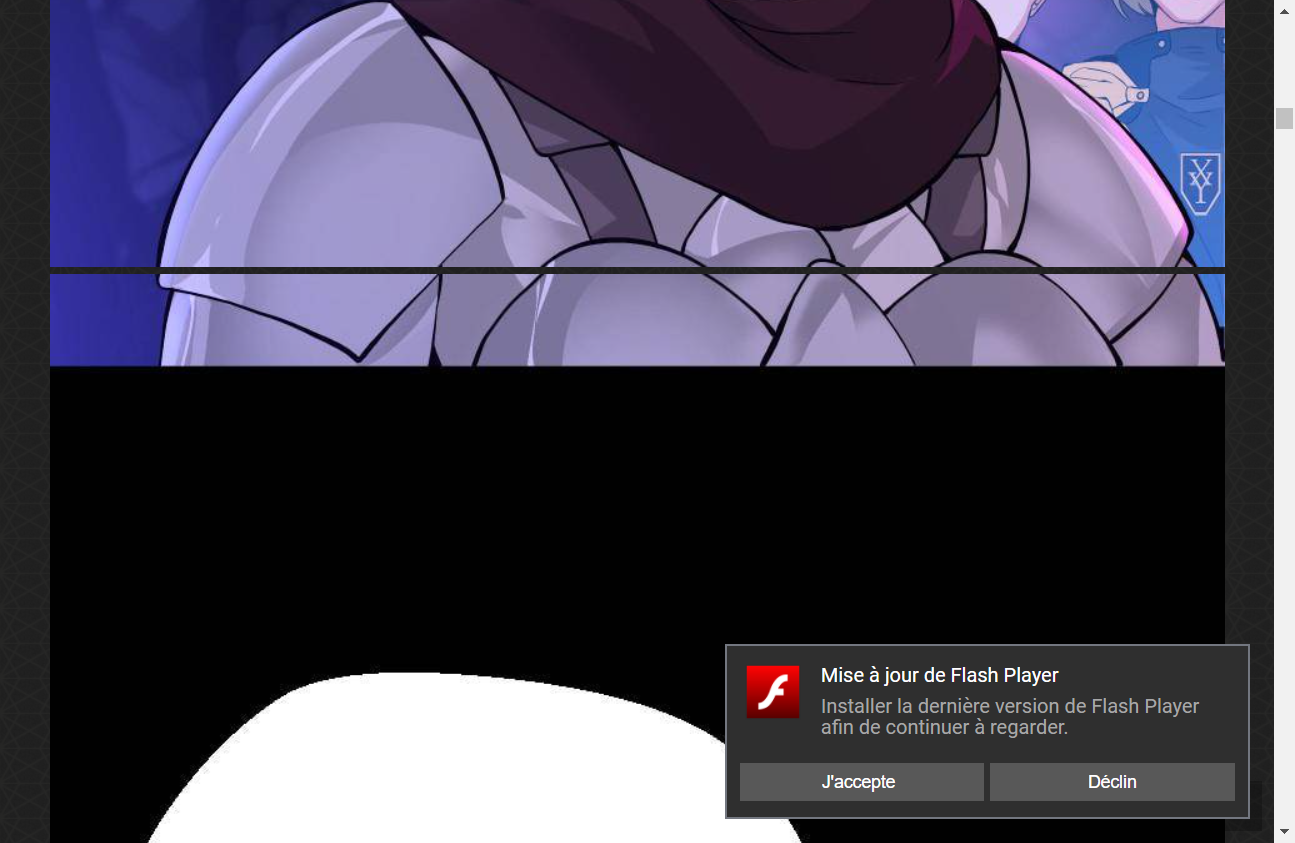 Mise à jour de Flash Player
Installer la dernière version de Flash Player
afin de continuer à regarder.
J'accepte
Déclin